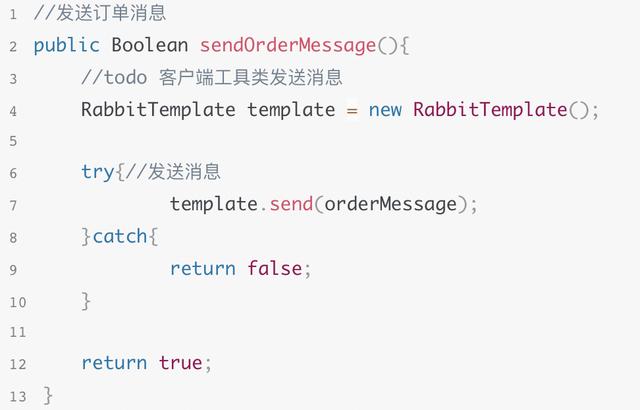 1 //发送订单消息
2 public Boolean sendOrderMessage(){
3     //todo 客户端工具类发送消息
4     RabbitTemplate template = new RabbitTemplate();
5
6     try{//发送消息
7             template.send(orderMessage);
8     }catch{
9             return false;
10     }
11
12     return true;
13 }